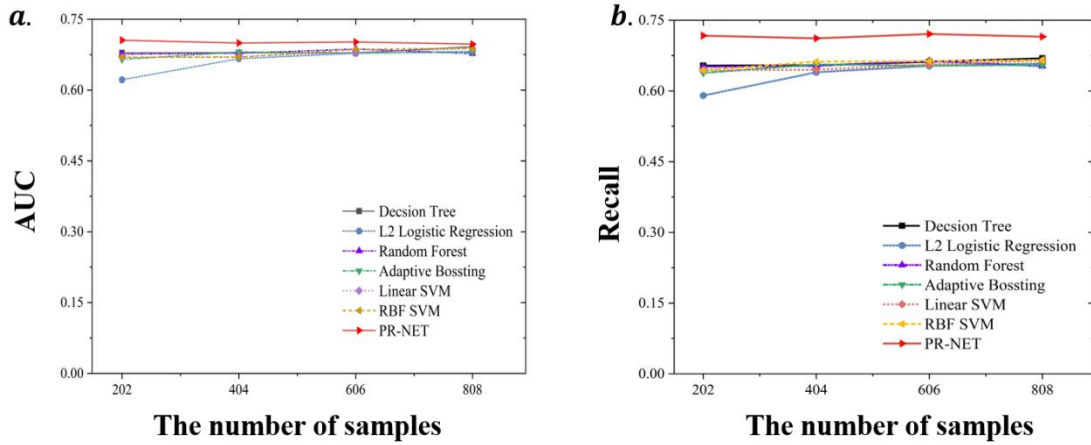 a.
AUC
0.75
0.60
0.45
0.30
0.15
0.00
Decsion Tree
L2 Logistic Regression
Random Forest
Adaptive Bossting
Linear SVM
RBF SVM
PR-NET
202
404
606
808
The number of samples
b.
Recall
0.75
0.60
0.45
0.30
0.15
0.00
Decsion Tree
L2 Logistic Regression
Random Forest
Adaptive Bossting
Linear SVM
RBF SVM
PR-NET
202
404
606
808
The number of samples